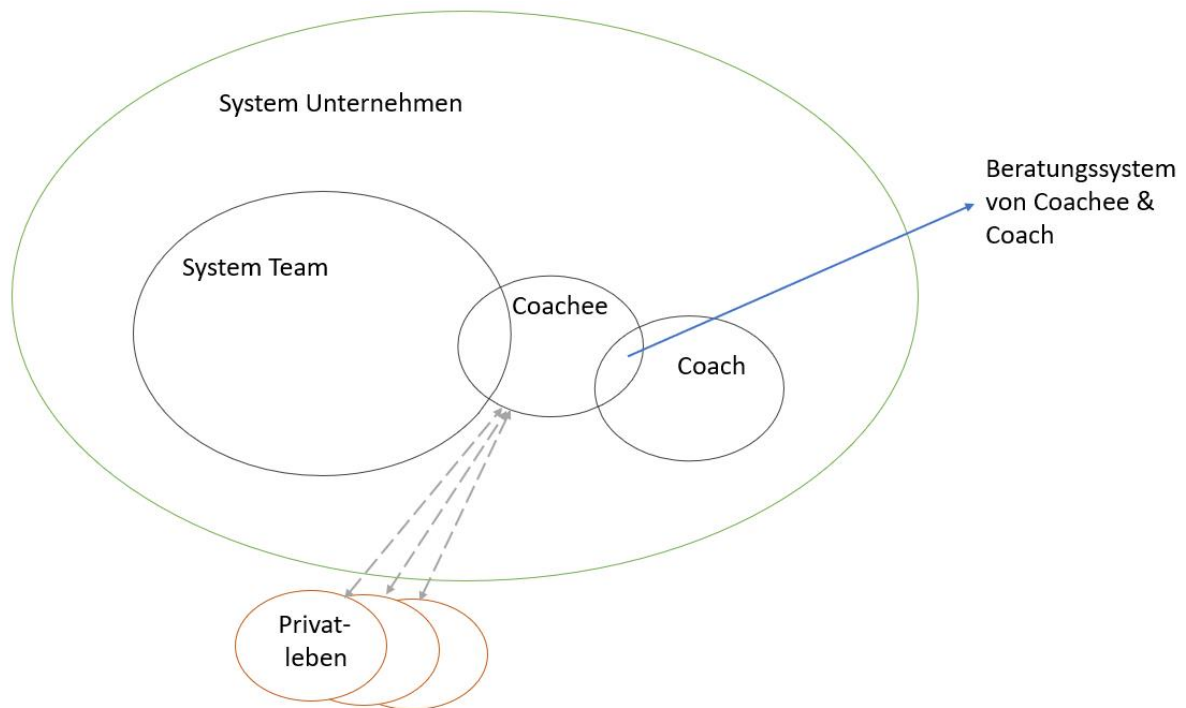 System Unternehmen
Beratungssystem
von Coachee &
Coach
System Team
Coachee
Coach
Privat-
leben